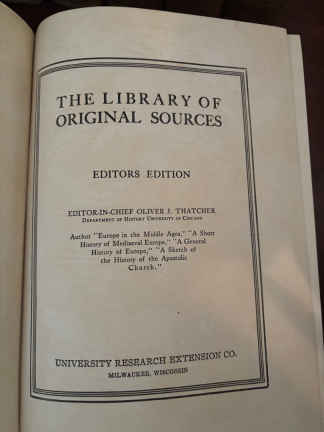 THE LIBRARY OF
ORIGINAL SOURCES
EDITORS EDITION
EDITOR-IN-CHIEF OLIVER J. THATCHER
DEPARTMENT OF HISTORY UNIVERSITY OF CHICAGO
Author "Europe in the Middle Ages," "A Short
History of Mediaeval Europe," "A General
History of Europe," "A Sketch of
the History of the Apostolic
Church."
UNIVERSITY RESEARCH EXTENSION CO.
MILWAUKEE, WISCONSIN